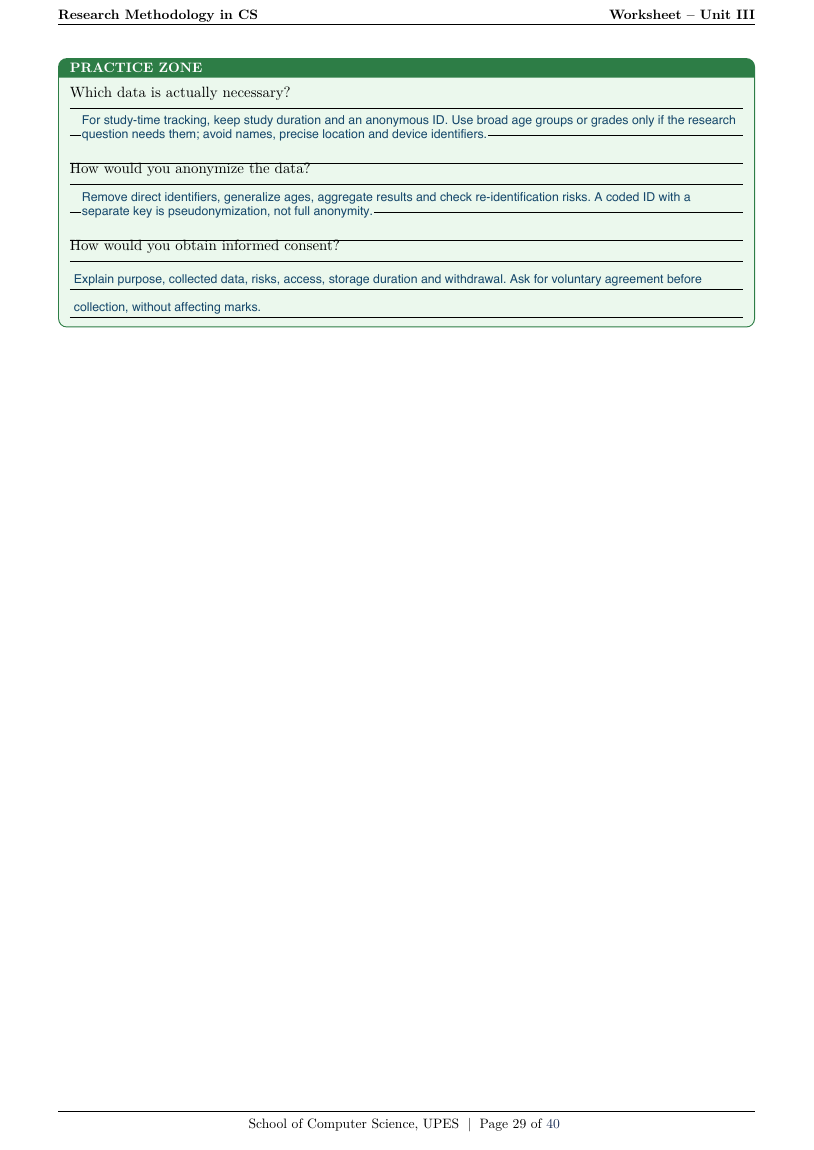 Research Methodology in CS Worksheet – Unit III
PRACTICE ZONE
Which data is actually necessary?
For study-time tracking, keep study duration and an anonymous ID. Use broad age groups or grades only if the research
question needs them; avoid names, precise location and device identifiers.
How would you anonymize the data?
Remove direct identifiers, generalize ages, aggregate results and check re-identification risks. A coded ID with a
separate key is pseudonymization, not full anonymity.
How would you obtain informed consent?
Explain purpose, collected data, risks, access, storage duration and withdrawal. Ask for voluntary agreement before
collection, without affecting marks.
School of Computer Science, UPES | Page 29 of 40